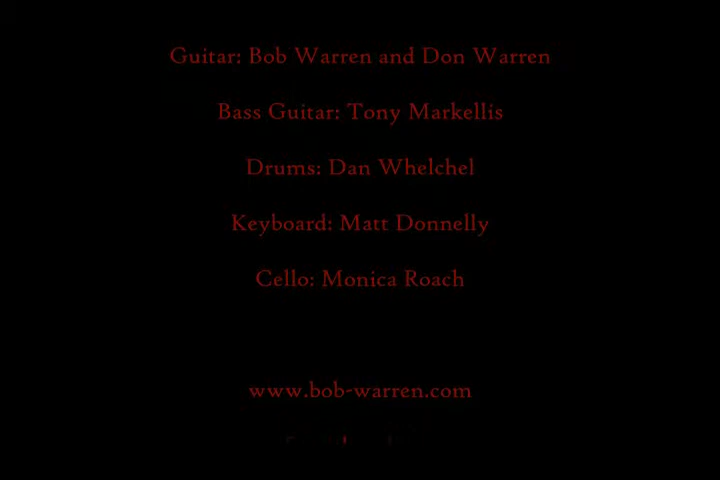 Guitar: Bob Warren and Don Warren
Bass Guitar: Tony Markellis
Drums: Dan Whelchel
Keyboard: Matt Donnelly
Cello: Monica Roach
www.bob-warren.com